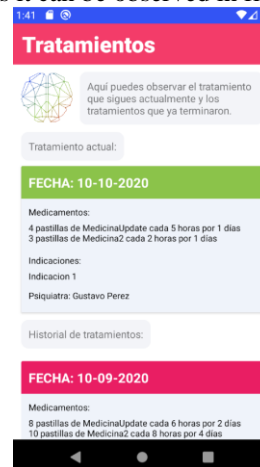 1:41
Tratamientos
Aquí puedes observar el tratamiento
que sigues actualmente y los
tratamientos que ya terminaron.
Tratamiento actual:
FECHA: 10-10-2020
Medicamentos:
4 pastillas de MedicinaUpdate cada 5 horas por 1 días
3 pastillas de Medicina2 cada 2 horas por 1 días
Indicaciones:
Indicacion 1
Psiquiatra: Gustavo Perez
Historial de tratamientos:
FECHA: 10-09-2020
Medicamentos:
8 pastillas de MedicinaUpdate cada 6 horas por 2 días
10 pastillas de Medicina2 cada 8 horas por 4 días